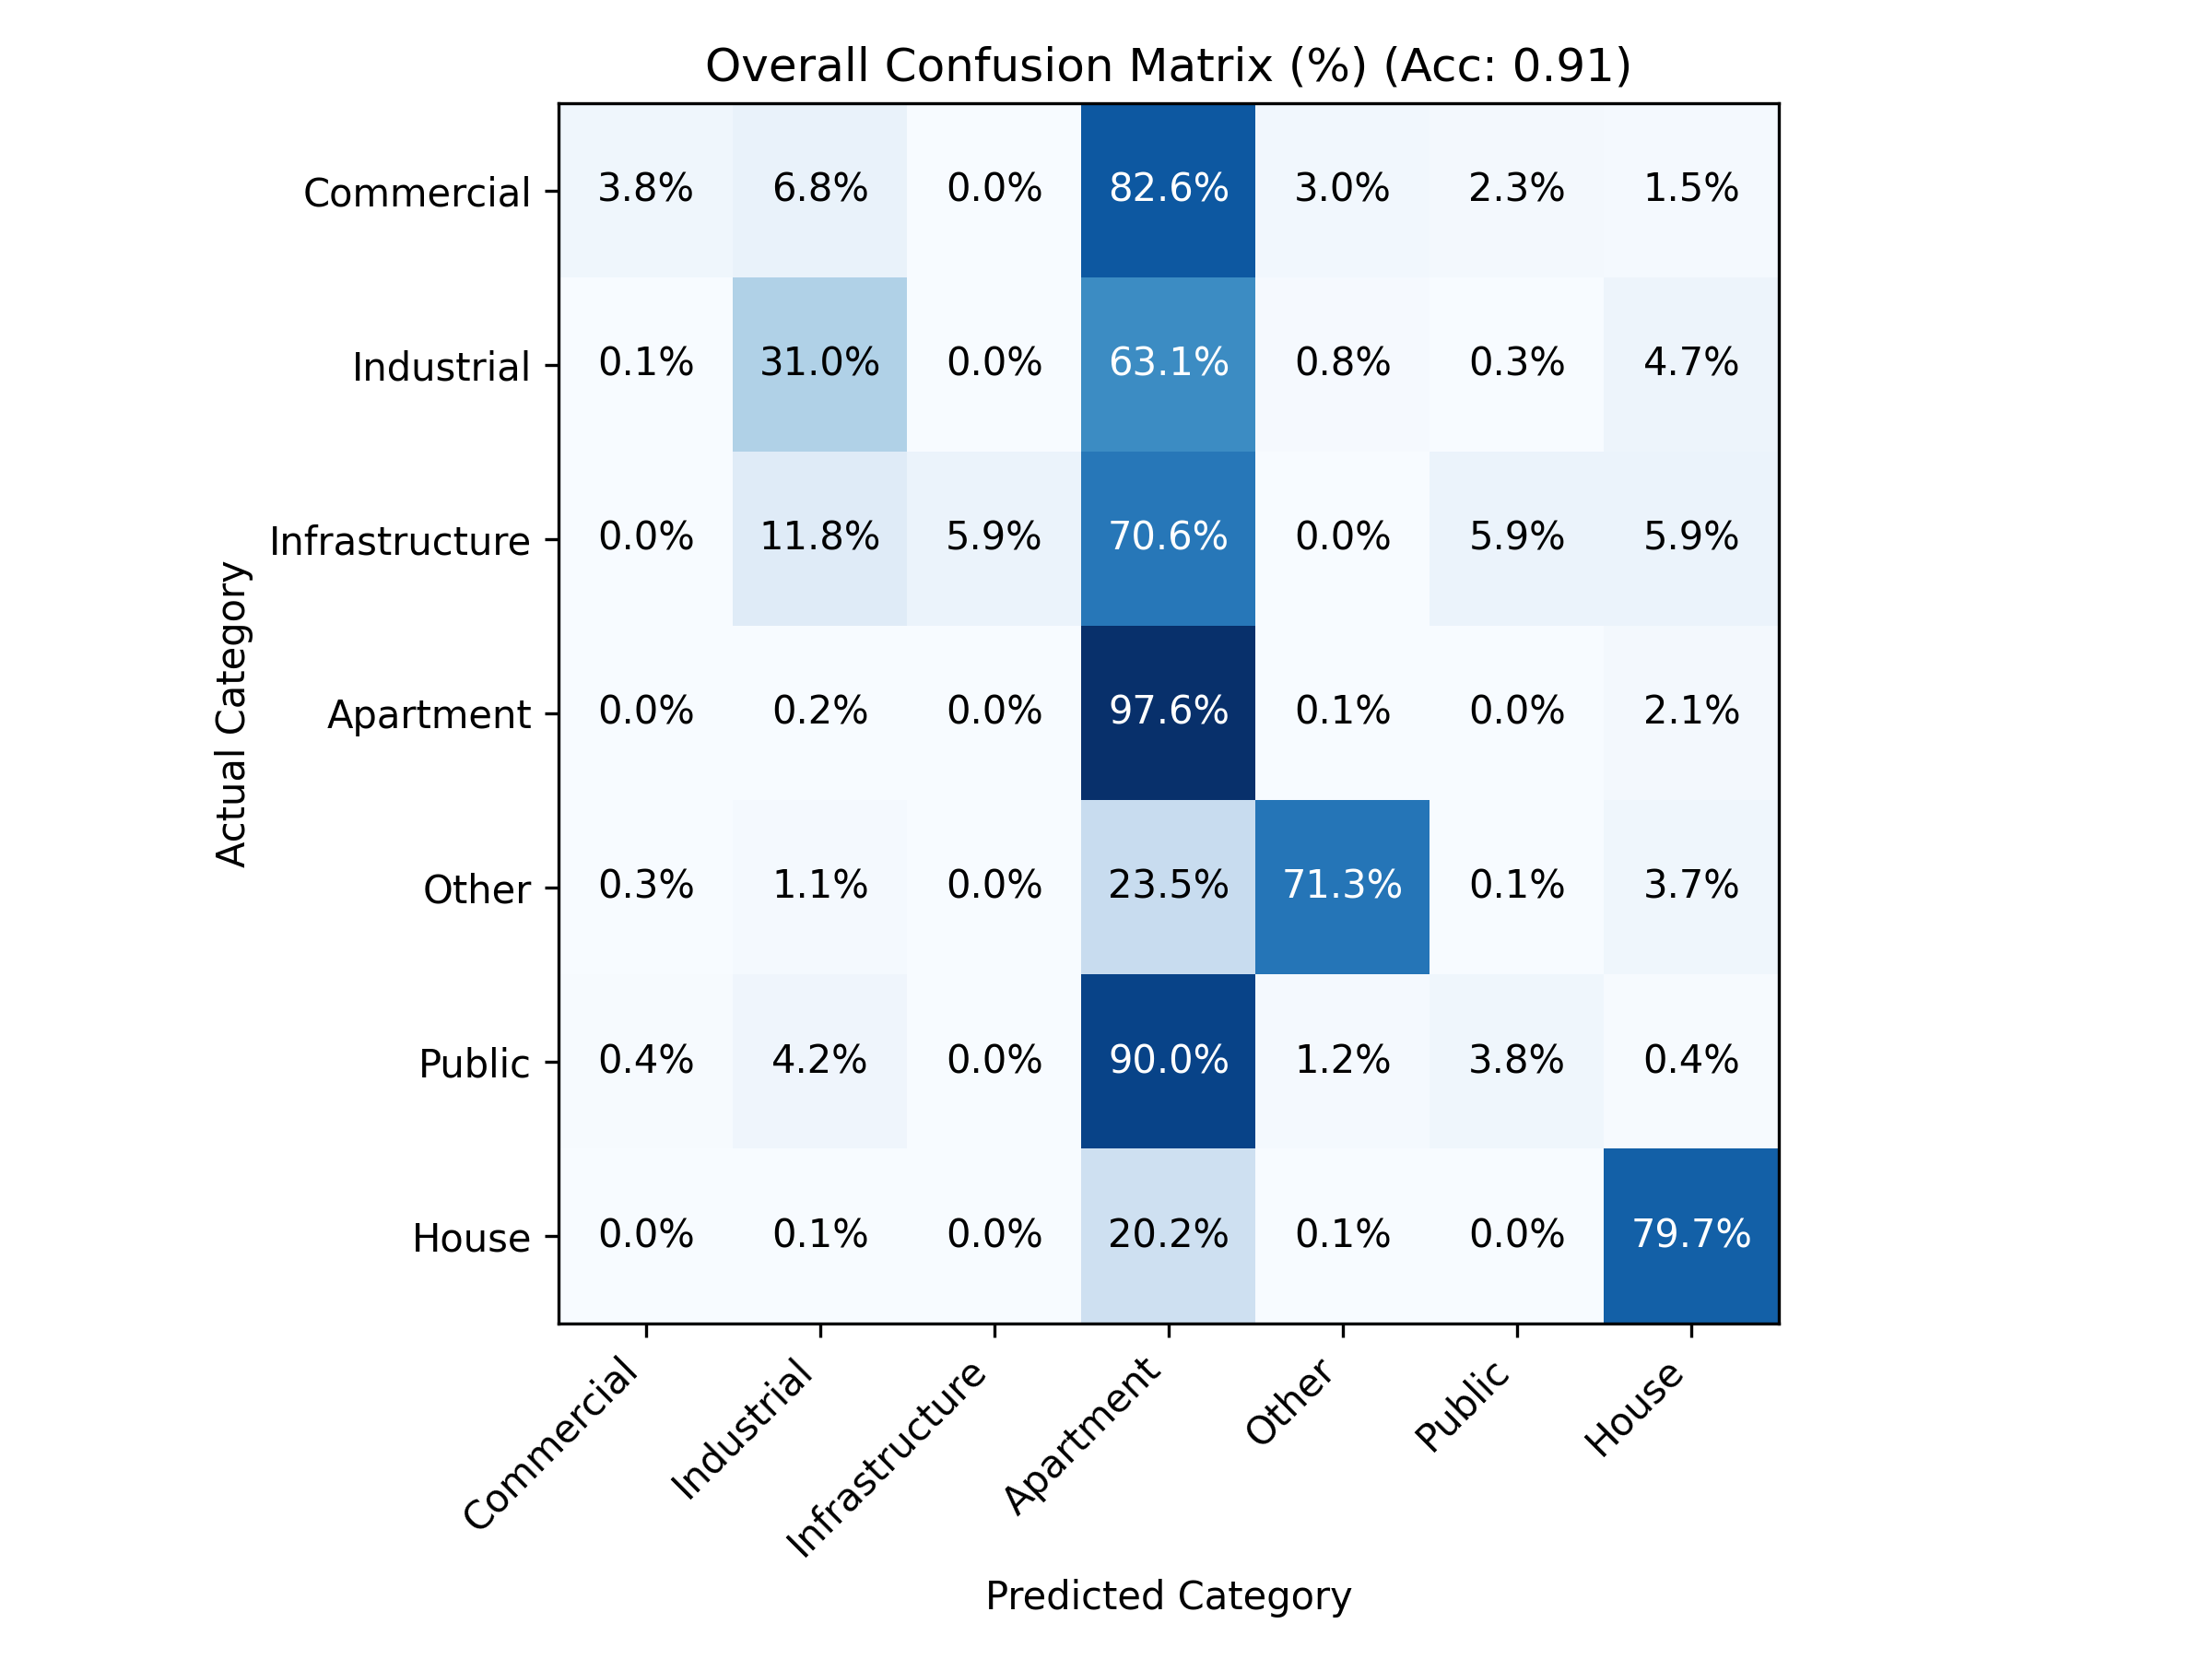 Overall Confusion Matrix (%) (Acc: 0.91)
Actual Category
Commercial 3.8% 6.8% 0.0% 82.6% 3.0% 2.3% 1.5%
Industrial 0.1% 31.0% 0.0% 63.1% 0.8% 0.3% 4.7%
Infrastructure 0.0% 11.8% 5.9% 70.6% 0.0% 5.9% 5.9%
Apartment 0.0% 0.2% 0.0% 97.6% 0.1% 0.0% 2.1%
Other 0.3% 1.1% 0.0% 23.5% 71.3% 0.1% 3.7%
Public 0.4% 4.2% 0.0% 90.0% 1.2% 3.8% 0.4%
House 0.0% 0.1% 0.0% 20.2% 0.1% 0.0% 79.7%
Commercial Industrial Infrastructure Apartment Other Public House
Predicted Category